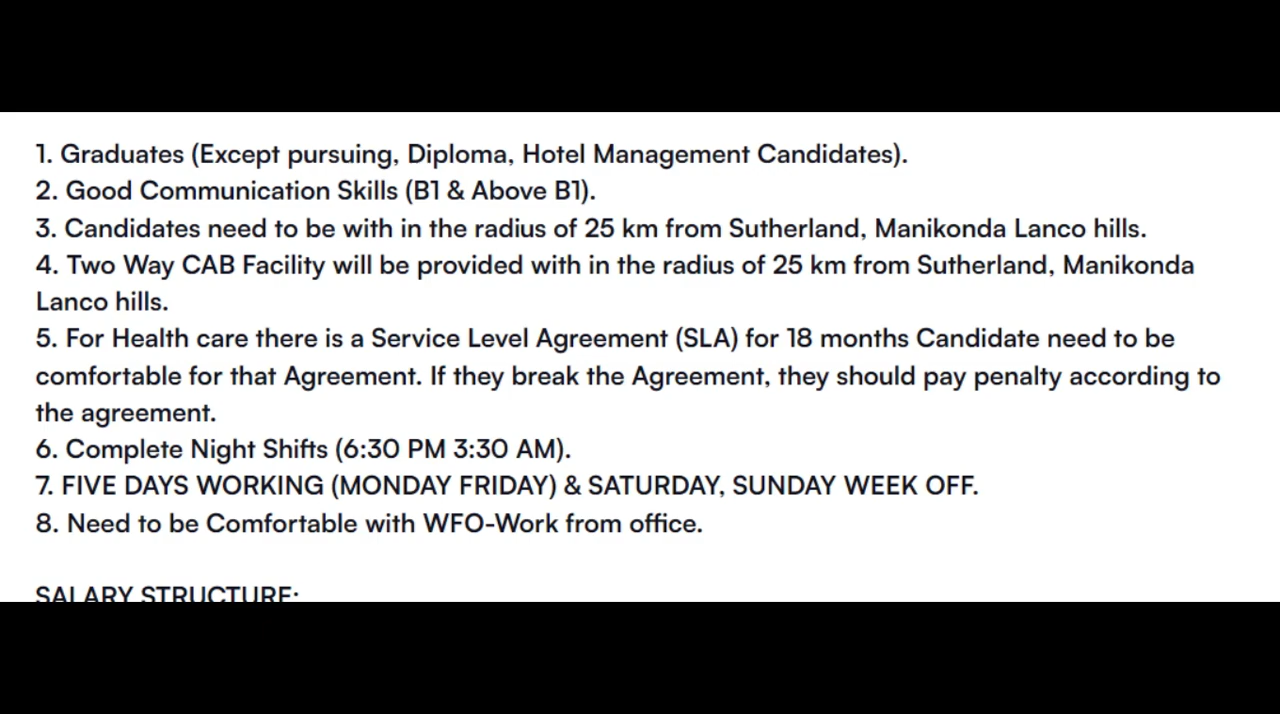 1. Graduates (Except pursuing, Diploma, Hotel Management Candidates).
2. Good Communication Skills (B1 & Above B1).
3. Candidates need to be with in the radius of 25 km from Sutherland, Manikonda Lanco hills.
4. Two Way CAB Facility will be provided with in the radius of 25 km from Sutherland, Manikonda
Lanco hills.
5. For Health care there is a Service Level Agreement (SLA) for 18 months Candidate need to be
comfortable for that Agreement. If they break the Agreement, they should pay penalty according to
the agreement.
6. Complete Night Shifts (6:30 PM 3:30 AM).
7. FIVE DAYS WORKING (MONDAY FRIDAY) & SATURDAY, SUNDAY WEEK OFF.
8. Need to be Comfortable with WFO-Work from office.
SALARY STRUCTURE: